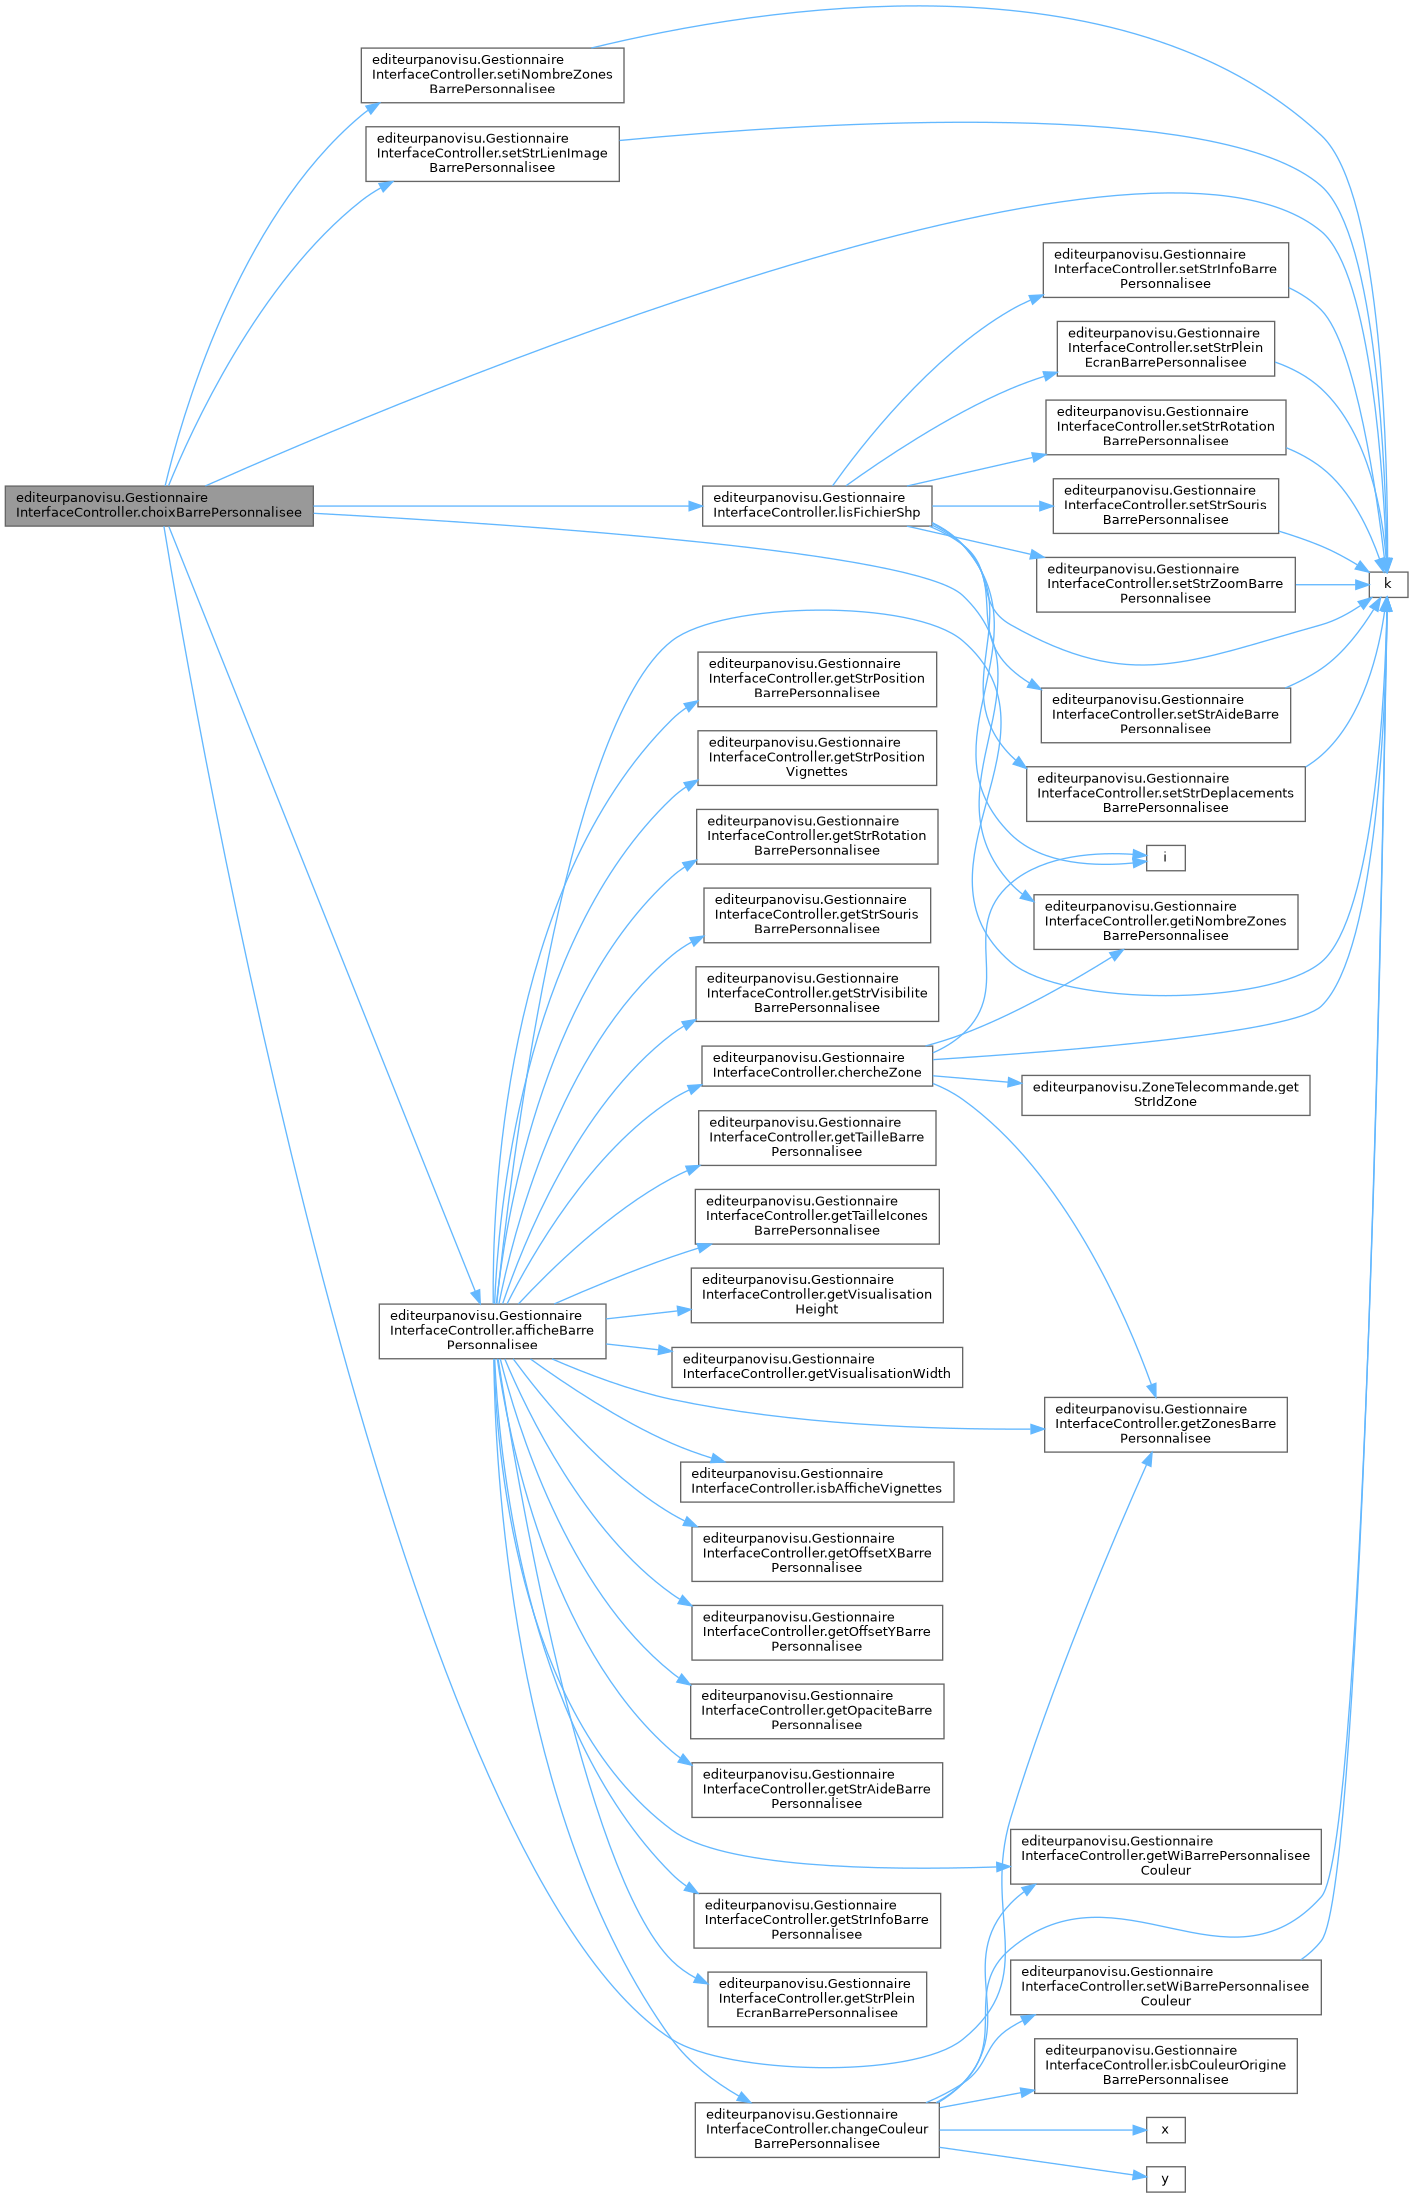 editeurpanovisu.Gestionnaire
InterfaceController.setiNombreZones
BarrePersonnalisee
editeurpanovisu.Gestionnaire
InterfaceController.setStrLienImage
BarrePersonnalisee
editeurpanovisu.Gestionnaire
InterfaceController.setStrInfoBarre
Personnalisee
editeurpanovisu.Gestionnaire
InterfaceController.setStrPlein
EcranBarrePersonnalisee
editeurpanovisu.Gestionnaire
InterfaceController.setStrRotation
BarrePersonnalisee
editeurpanovisu.Gestionnaire
InterfaceController.choixBarrePersonnalisee
editeurpanovisu.Gestionnaire
InterfaceController.lisFichierShp
editeurpanovisu.Gestionnaire
InterfaceController.setStrSouris
BarrePersonnalisee
editeurpanovisu.Gestionnaire
InterfaceController.setStrZoomBarre
Personnalisee
k
editeurpanovisu.Gestionnaire
InterfaceController.getStrPosition
BarrePersonnalisee
editeurpanovisu.Gestionnaire
InterfaceController.setStrAideBarre
Personnalisee
editeurpanovisu.Gestionnaire
InterfaceController.getStrPosition
Vignettes
editeurpanovisu.Gestionnaire
InterfaceController.setStrDeplacements
BarrePersonnalisee
editeurpanovisu.Gestionnaire
InterfaceController.getStrRotation
BarrePersonnalisee
i
editeurpanovisu.Gestionnaire
InterfaceController.getStrSouris
BarrePersonnalisee
editeurpanovisu.Gestionnaire
InterfaceController.getiNombreZones
BarrePersonnalisee
editeurpanovisu.Gestionnaire
InterfaceController.getStrVisibilite
BarrePersonnalisee
editeurpanovisu.Gestionnaire
InterfaceController.chercheZone
editeurpanovisu.ZoneTelecommande.get
StrIdZone
editeurpanovisu.Gestionnaire
InterfaceController.getTailleBarre
Personnalisee
editeurpanovisu.Gestionnaire
InterfaceController.getTailleIcones
BarrePersonnalisee
editeurpanovisu.Gestionnaire
InterfaceController.getVisualisation
Height
editeurpanovisu.Gestionnaire
InterfaceController.afficheBarre
Personnalisee
editeurpanovisu.Gestionnaire
InterfaceController.getVisualisationWidth
editeurpanovisu.Gestionnaire
InterfaceController.getZonesBarre
Personnalisee
editeurpanovisu.Gestionnaire
InterfaceController.isbAfficheVignettes
editeurpanovisu.Gestionnaire
InterfaceController.getOffsetXBarre
Personnalisee
editeurpanovisu.Gestionnaire
InterfaceController.getOffsetYBarre
Personnalisee
editeurpanovisu.Gestionnaire
InterfaceController.getOpaciteBarre
Personnalisee
editeurpanovisu.Gestionnaire
InterfaceController.getStrAideBarre
Personnalisee
editeurpanovisu.Gestionnaire
InterfaceController.getWiBarrePersonnalisee
Couleur
editeurpanovisu.Gestionnaire
InterfaceController.getStrInfoBarre
Personnalisee
editeurpanovisu.Gestionnaire
InterfaceController.setWiBarrePersonnalisee
Couleur
editeurpanovisu.Gestionnaire
InterfaceController.getStrPlein
EcranBarrePersonnalisee
editeurpanovisu.Gestionnaire
InterfaceController.isbCouleurOrigine
BarrePersonnalisee
editeurpanovisu.Gestionnaire
InterfaceController.changeCouleur
BarrePersonnalisee
x
y